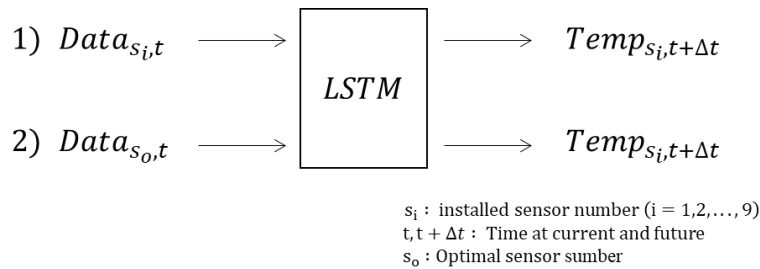 1) Data_{s_i,t} LSTM Temp_{s_i,t+Δt}
2) Data_{s_o,t} Temp_{s_i,t+Δt}
s_i : installed sensor number (i = 1,2,..., 9)
t, t + Δt : Time at current and future
s_o : Optimal sensor sumber